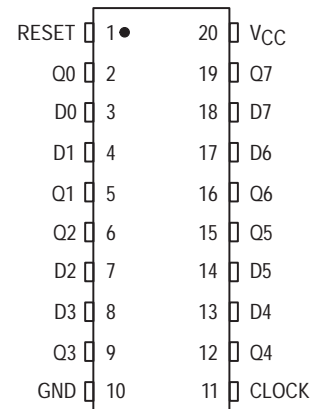 RESET 1 20 VCC
Q0 2 19 Q7
D0 3 18 D7
D1 4 17 D6
Q1 5 16 Q6
Q2 6 15 Q5
D2 7 14 D5
D3 8 13 D4
Q3 9 12 Q4
GND 10 11 CLOCK